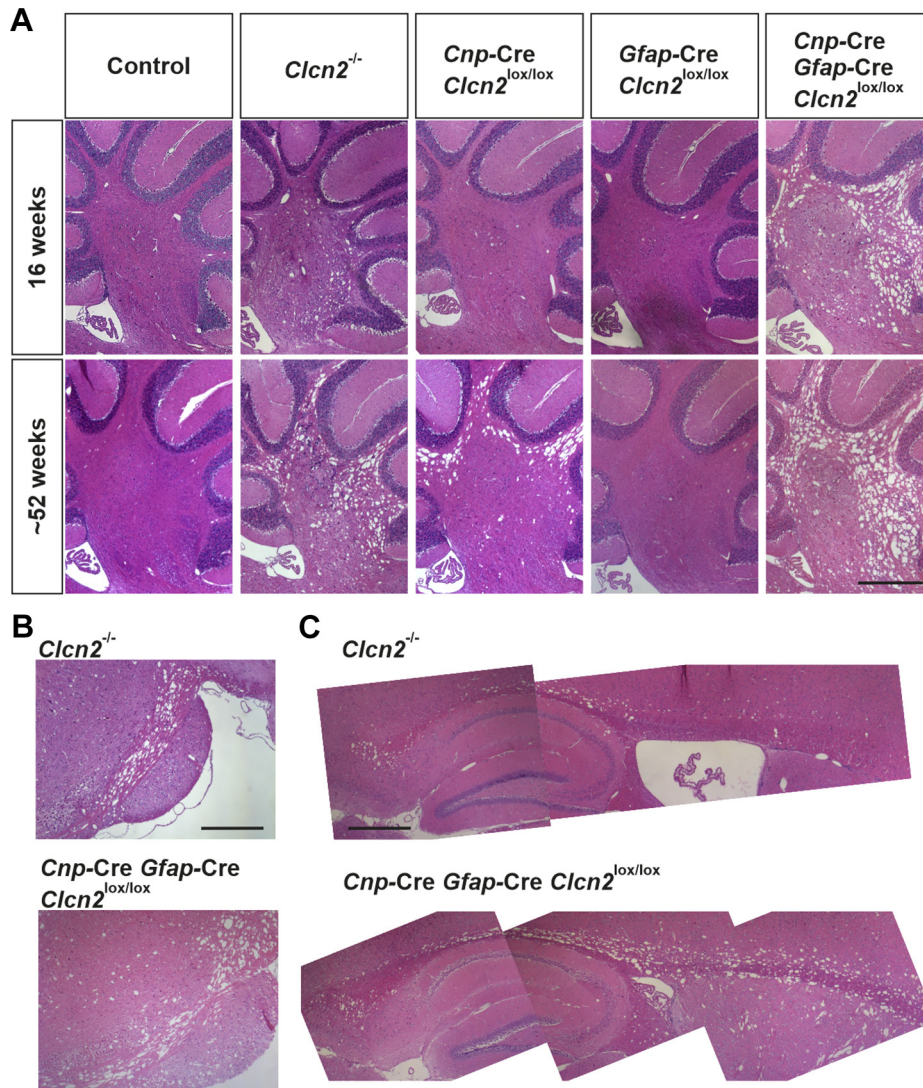 A
Control
Clcn2-/-
Cnp-Cre
Clcn2lox/lox
Gfap-Cre
Clcn2lox/lox
Cnp-Cre
Gfap-Cre
Clcn2lox/lox
16 weeks
~52 weeks
B
Clcn2-/-
Cnp-Cre Gfap-Cre
Clcn2lox/lox
C
Clcn2-/-
Cnp-Cre Gfap-Cre Clcn2lox/lox